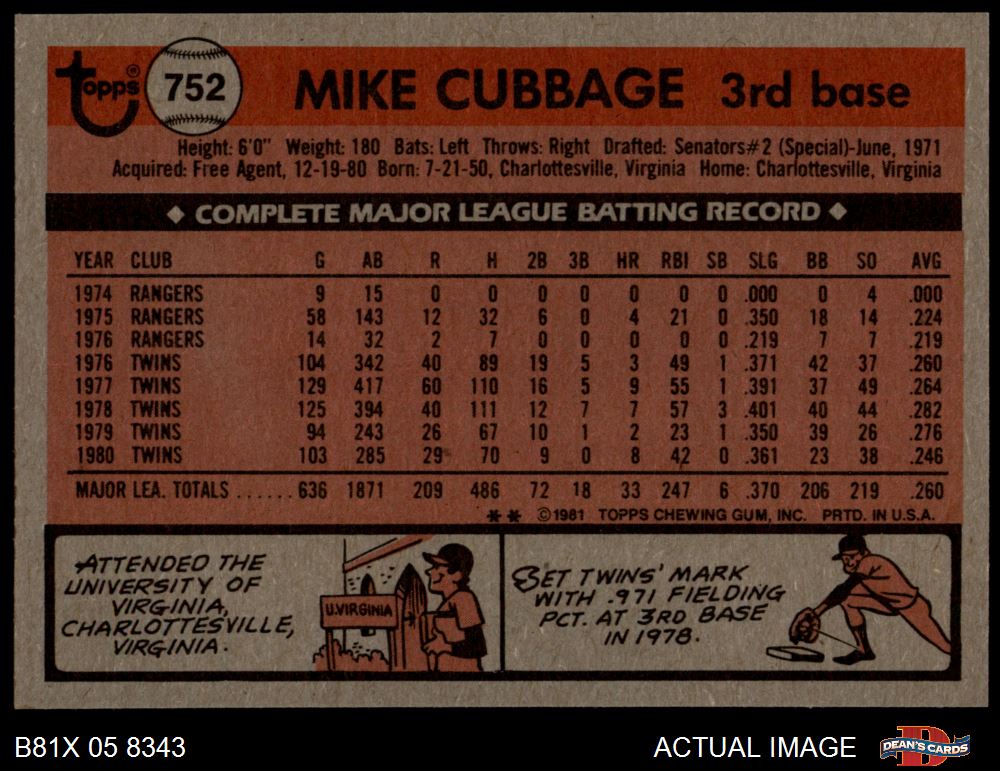 topps® 752 MIKE CUBBAGE 3rd base
Height: 6'0" Weight: 180 Bats: Left Throws: Right Drafted: Senators#2 (Special)-June, 1971
Acquired: Free Agent, 12-19-80 Born: 7-21-50, Charlottesville, Virginia Home: Charlottesville, Virginia
◆ COMPLETE MAJOR LEAGUE BATTING RECORD ◆
YEAR CLUB G AB R H 2B 3B HR RBI SB SLG BB SO AVG
1974 RANGERS 9 15 0 0 0 0 0 0 0 .000 0 4 .000
1975 RANGERS 58 143 12 32 6 0 4 21 0 .350 18 14 .224
1976 RANGERS 14 32 2 7 0 0 0 0 0 .219 7 7 .219
1976 TWINS 104 342 40 89 19 5 3 49 1 .371 42 37 .260
1977 TWINS 129 417 60 110 16 5 9 55 1 .391 37 49 .264
1978 TWINS 125 394 40 111 12 7 7 57 3 .401 40 44 .282
1979 TWINS 94 243 26 67 10 1 2 23 1 .350 39 26 .276
1980 TWINS 103 285 29 70 9 0 8 42 0 .361 23 38 .246
MAJOR LEA. TOTALS ...... 636 1871 209 486 72 18 33 247 6 .370 206 219 .260
** ©1981 TOPPS CHEWING GUM, INC. PRTD. IN U.S.A.
ATTENDED THE
UNIVERSITY OF
VIRGINIA,
CHARLOTTESVILLE,
VIRGINIA.
U.VIRGINIA
SET TWINS' MARK
WITH .971 FIELDING
PCT. AT 3RD BASE
IN 1978.
B81X 05 8343
ACTUAL IMAGE
DEAN'S CARDS